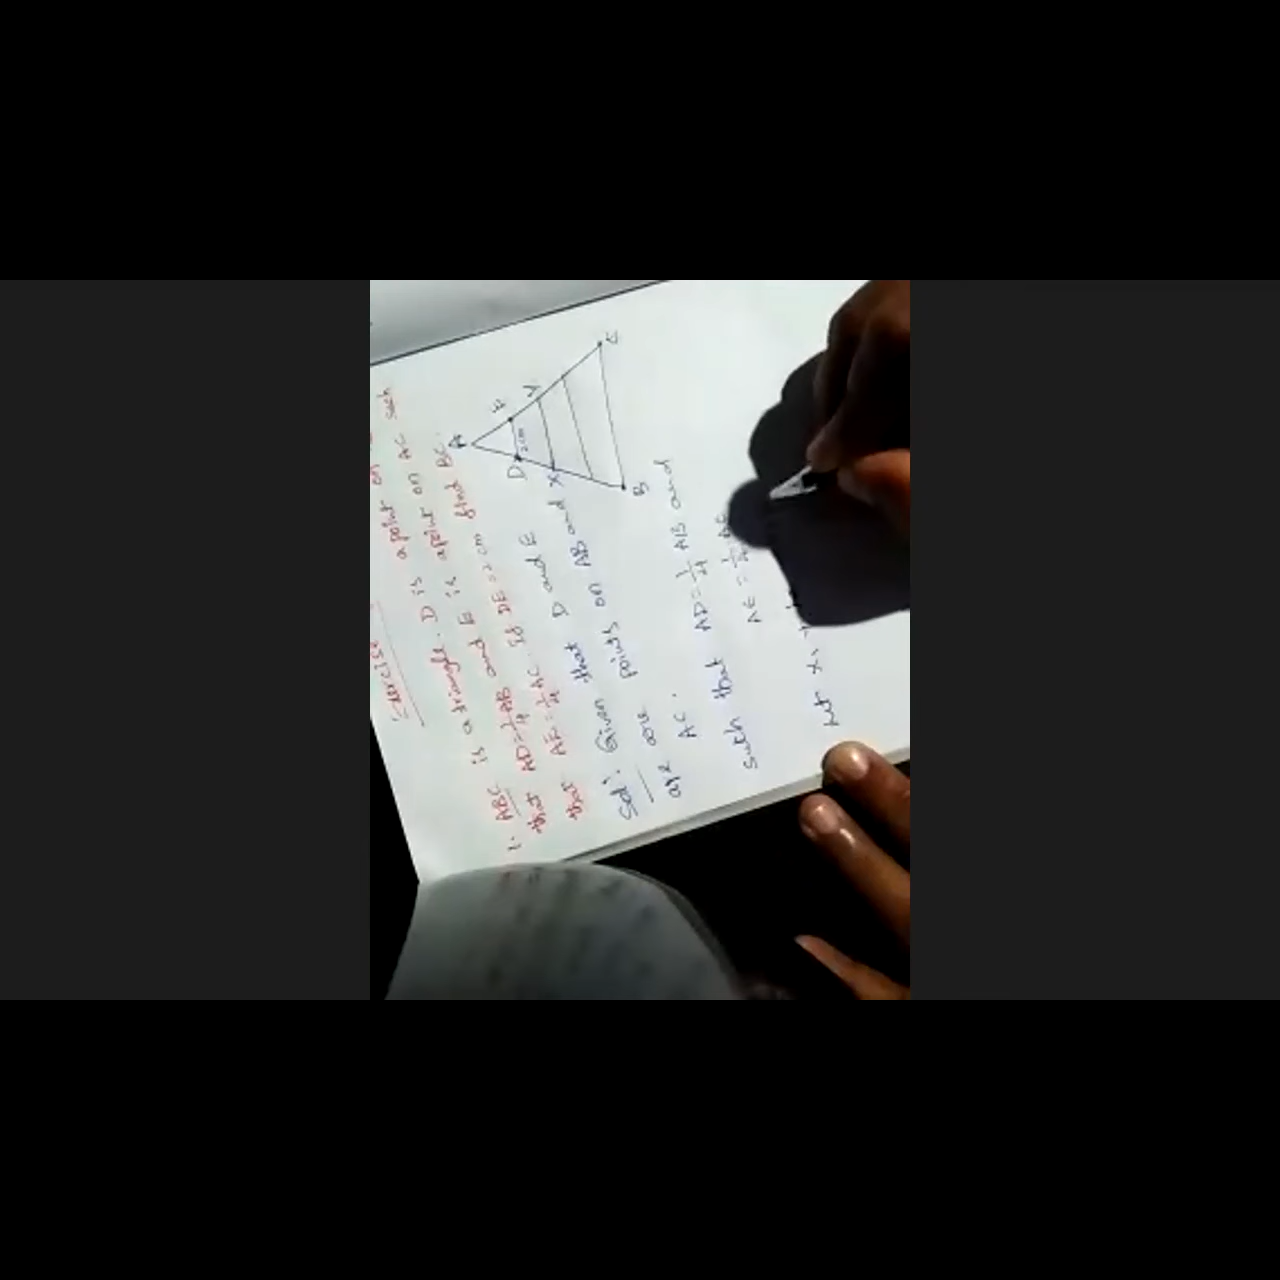 Exercise
1. ABC is a triangle. D is a point on such
that AD = 1/4 AB and E is a point on AC such
that AE = 1/4 AC. If DE = 2 cm find BC.
Sol: Given that D and E
are are points on AB and
AC.
Such that AD = 1/4 AB and
AE = 1/4 AC
Let X, Y
A
D
E
2cm
X
Y
B
C